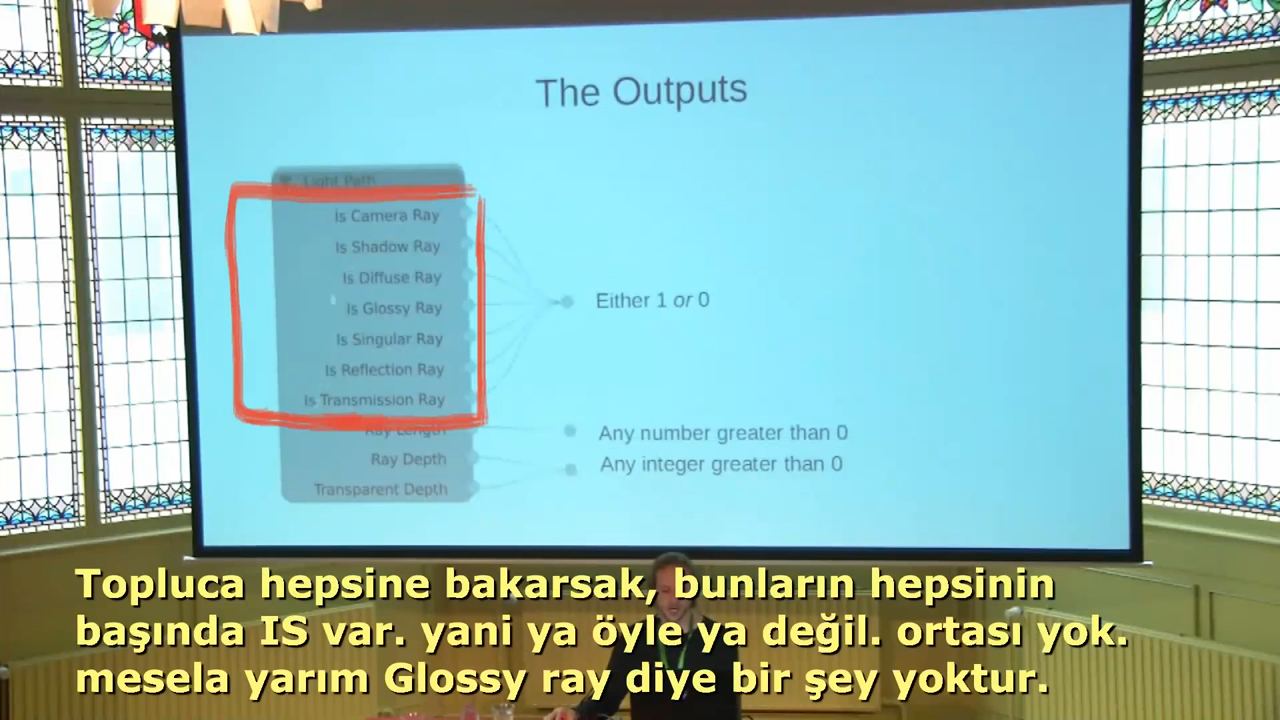 The Outputs
Light Path
Is Camera Ray
Is Shadow Ray
Is Diffuse Ray
Is Glossy Ray
Is Singular Ray
Is Reflection Ray
Is Transmission Ray
Ray Length
Ray Depth
Transparent Depth
Either 1 or 0
Any number greater than 0
Any integer greater than 0
Topluca hepsine bakarsak, bunların hepsinin
başında IS var. yani ya öyle ya değil. ortası yok.
mesela yarım Glossy ray diye bir şey yoktur.